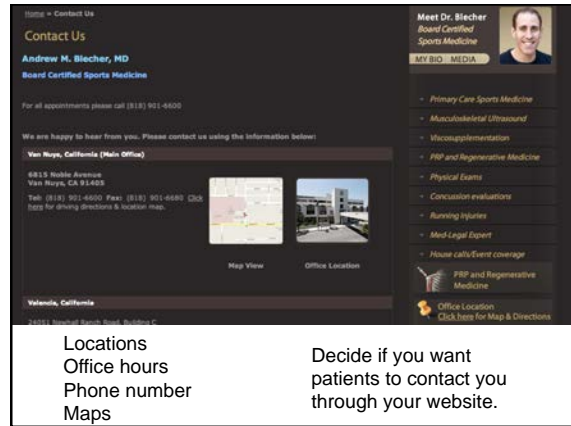 Home » Contact Us
Contact Us
Andrew M. Blecher, MD
Board Certified Sports Medicine
For all appointments please call (818) 901-6600
We are happy to hear from you. Please contact us using the information below:
Van Nuys, California (Main Office)
6815 Noble Avenue
Van Nuys, CA 91405
Tel: (818) 901-6600 Fax: (818) 901-6680 Click
here for driving directions & location map.
Map View
Office Location
Valencia, California
24051 Newhall Ranch Road, Building C
Meet Dr. Blecher
Board Certified
Sports Medicine
MY BIO MEDIA
Primary Care Sports Medicine
Musculoskeletal Ultrasound
Viscosupplementation
PRP and Regenerative Medicine
Physical Exams
Concussion evaluations
Running Injuries
Med-Legal Expert
House calls/Event coverage
PRP and Regenerative
Medicine
Office Location
Click here for Map & Directions
Locations
Office hours
Phone number
Maps
Decide if you want
patients to contact you
through your website.